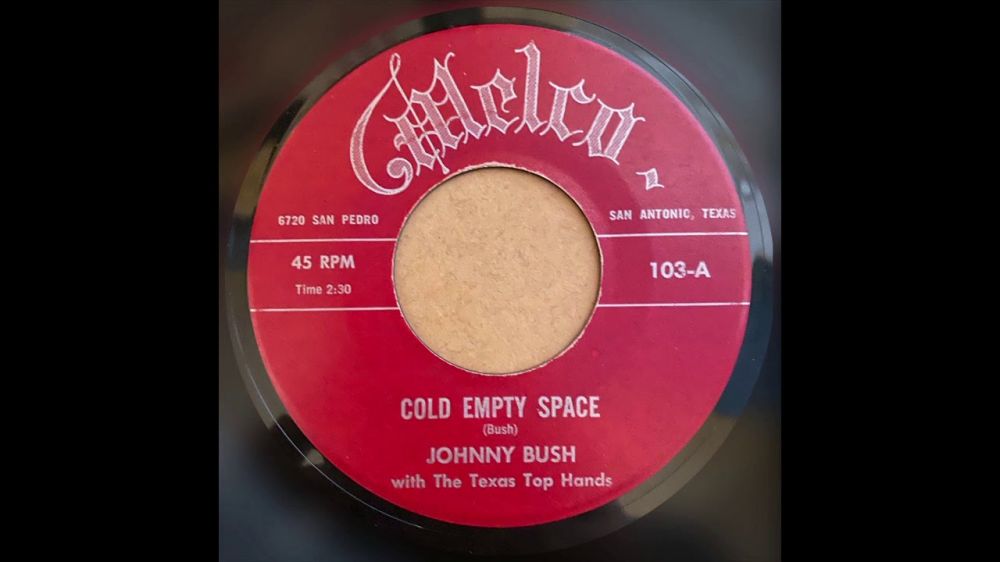 Melco.
6720 SAN PEDRO
SAN ANTONIC, TEXAS
45 RPM
103-A
Time 2:30
COLD EMPTY SPACE
(Bush)
JOHNNY BUSH
with The Texas Top Hands